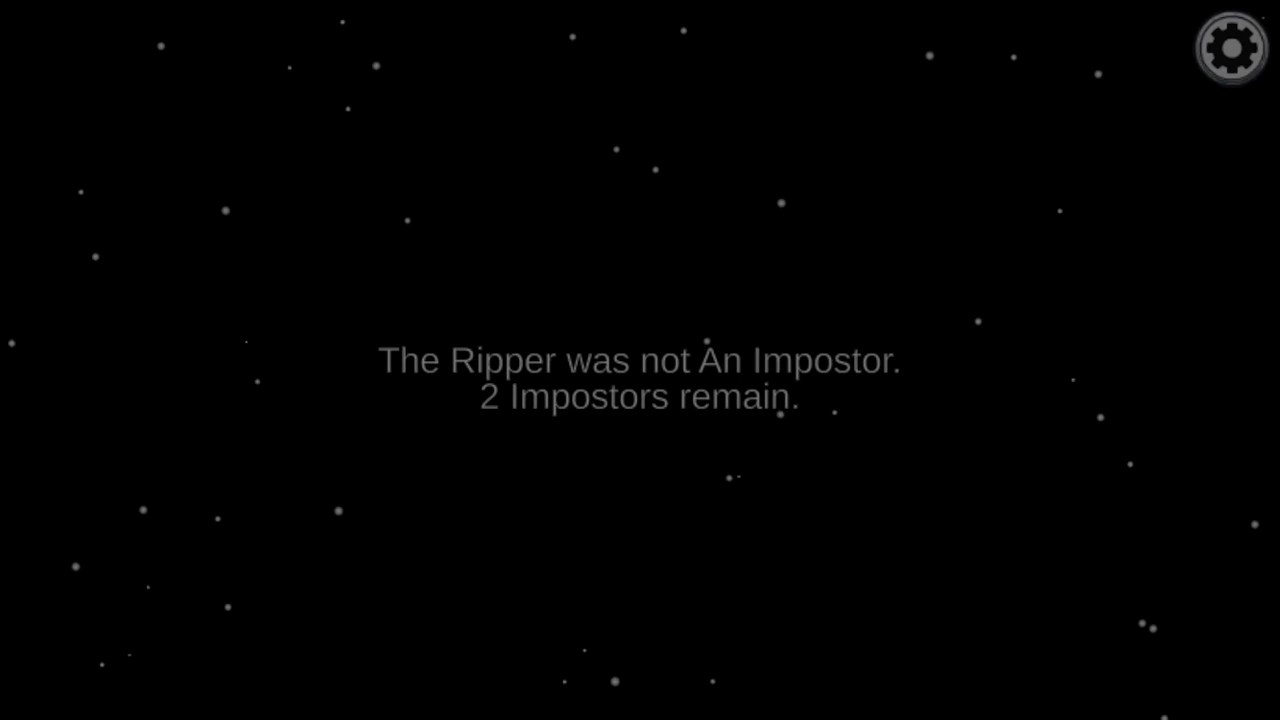 The Ripper was not An Impostor.
2 Impostors remain.